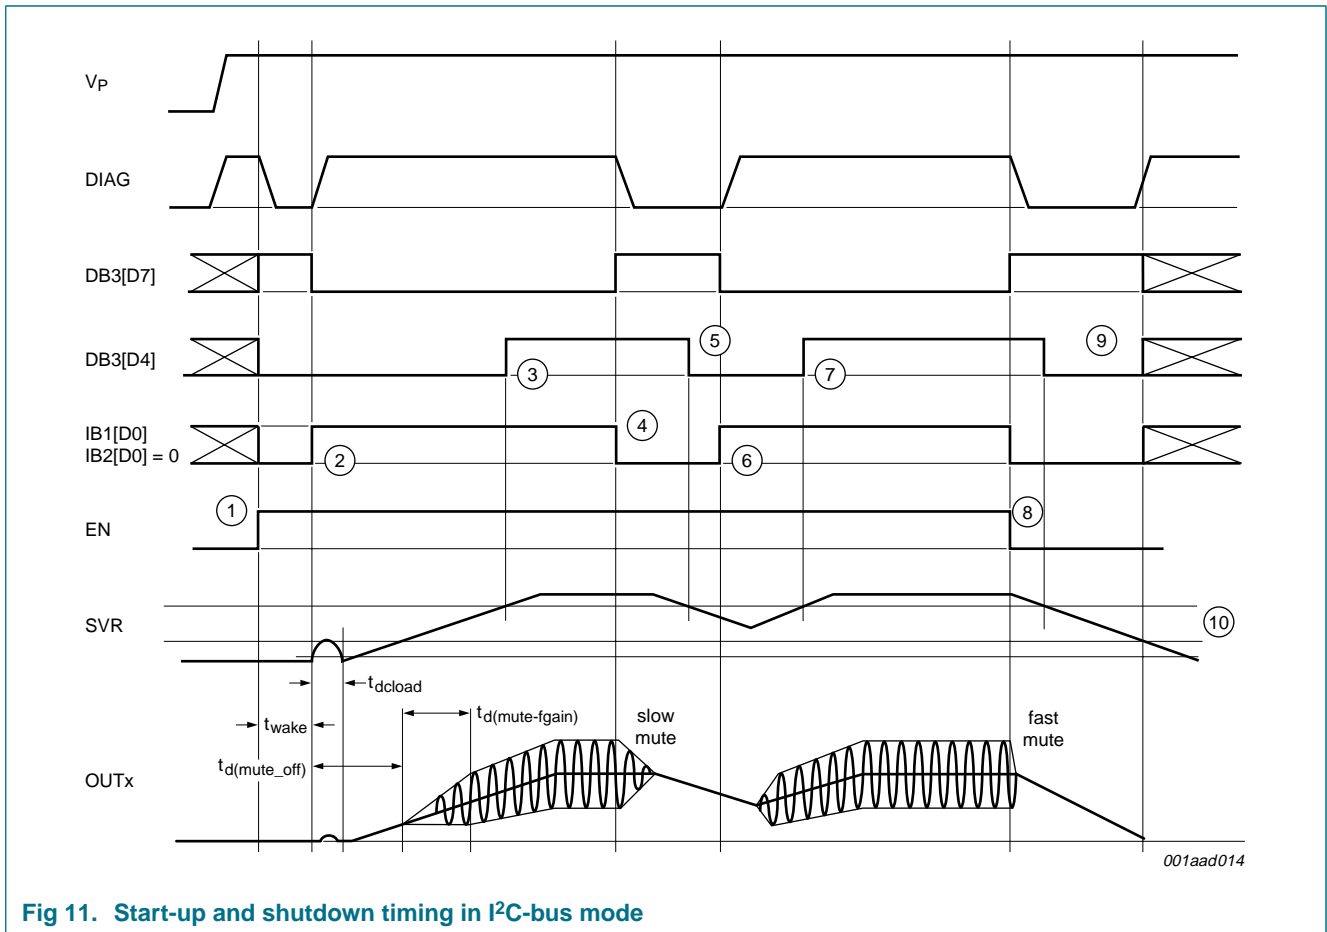 VP
DIAG
DB3[D7]
DB3[D4]
5
9
3
7
IB1[D0]
IB2[D0] = 0
4
2
6
EN
1
8
SVR
10
tdcload
twake
td(mute-fgain)
slow
mute
fast
mute
td(mute_off)
OUTx
001aad014
Fig 11. Start-up and shutdown timing in I²C-bus mode